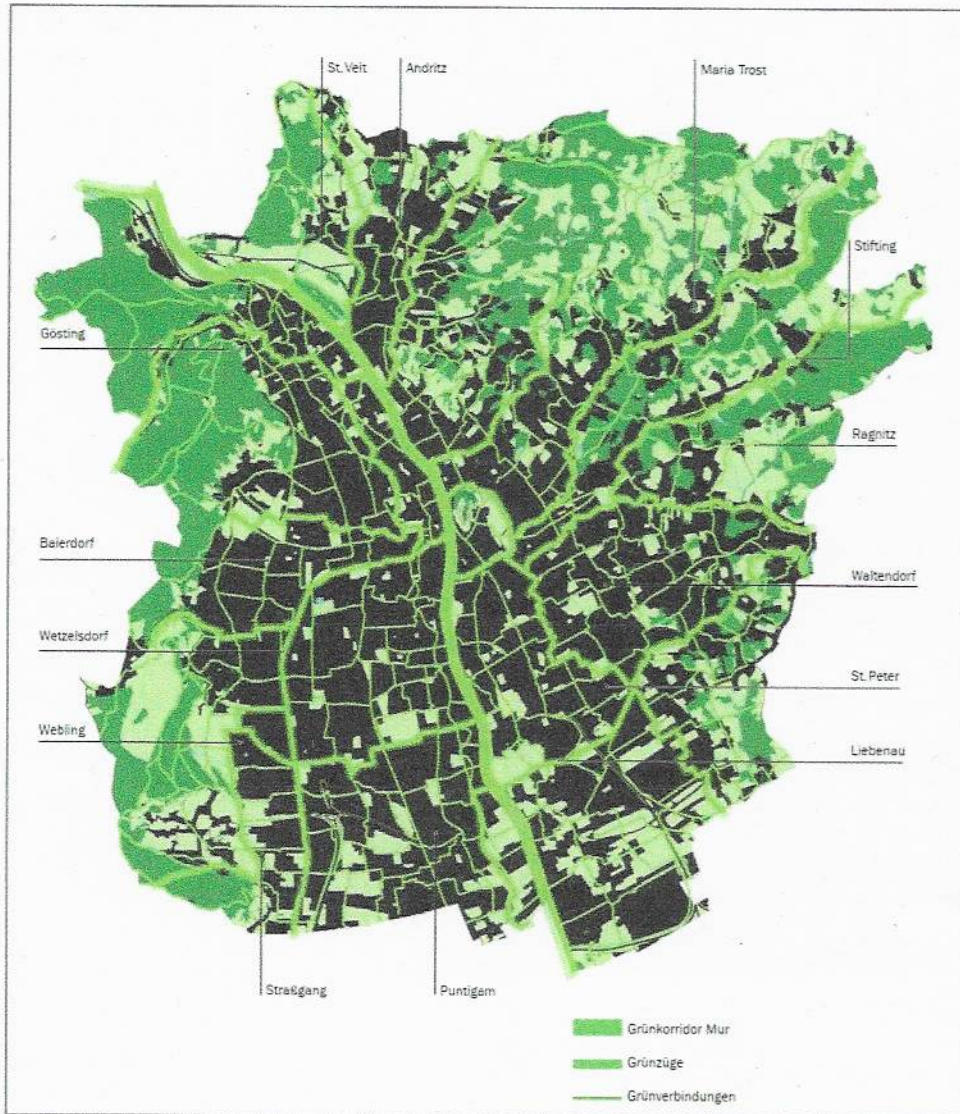 St. Veit
Andritz
Maria Trost
Stifting
Gösting
Ragnitz
Baierdorf
Waltendorf
Wetzelsdorf
St. Peter
Webling
Liebenau
Straßgang
Puntigam
Grünkorridor Mur
Grünzüge
Grünverbindungen